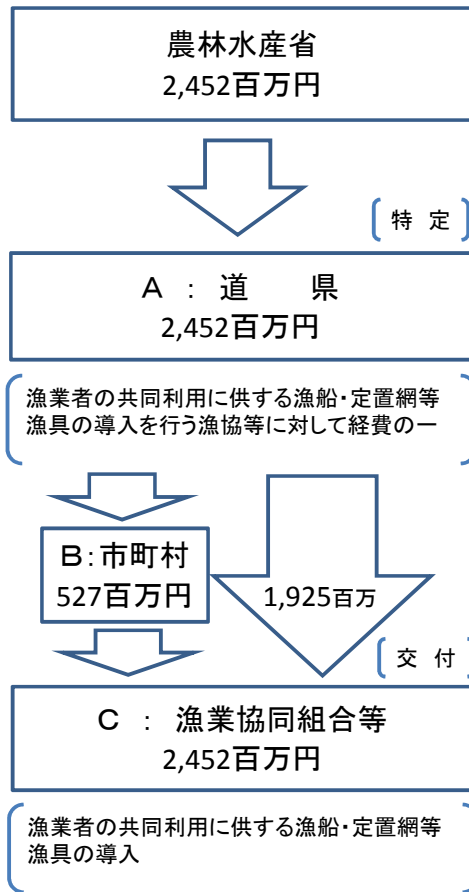 農林水産省
2,452百万円
特 定
A : 道 県
2,452百万円
漁業者の共同利用に供する漁船・定置網等
漁具の導入を行う漁協等に対して経費の一
B:市町村
527百万円
1,925百万
交 付
C : 漁業協同組合等
2,452百万円
漁業者の共同利用に供する漁船・定置網等
漁具の導入